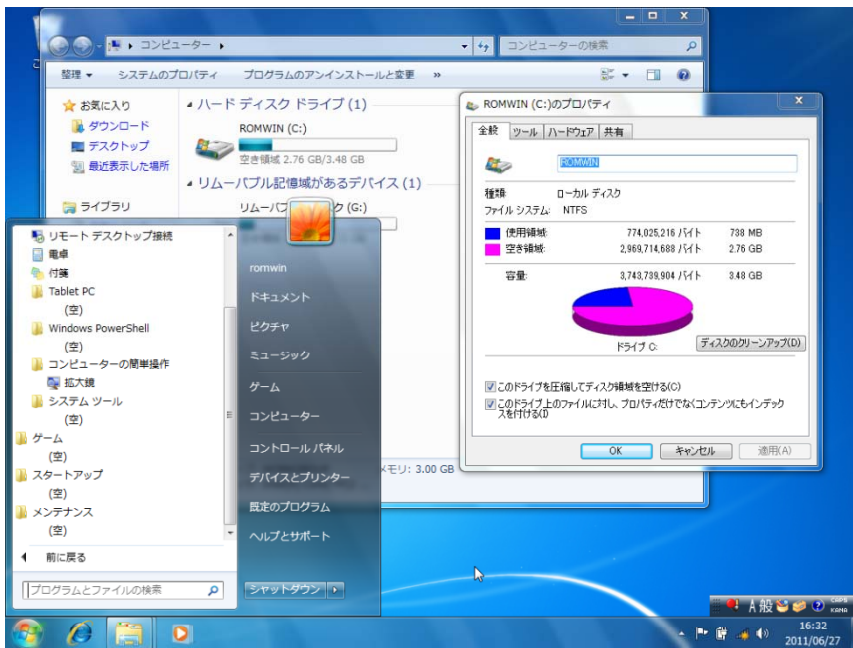 コンピューター
コンピューターの検索
整理
システムのプロパティ
プログラムのアンインストールと変更
»
お気に入り
ダウンロード
デスクトップ
最近表示した場所
ライブラリ
ハード ディスク ドライブ (1)
ROMWIN (C:)
空き領域 2.76 GB/3.48 GB
リムーバブル記憶域があるデバイス (1)
(G:)
メモリ: 3.00 GB
ROMWIN (C:)のプロパティ
全般 ツール ハードウェア 共有
ROMWIN
種類: ローカル ディスク
ファイル システム: NTFS
使用領域: 774,025,216 バイト 738 MB
空き領域: 2,969,714,688 バイト 2.76 GB
容量: 3,743,739,904 バイト 3.48 GB
ドライブ C:
ディスクのクリーンアップ(D)
このドライブを圧縮してディスク領域を空ける(C)
このドライブ上のファイルに対し、プロパティだけでなくコンテンツにもインデック
スを付ける(I)
OK キャンセル 適用(A)
リモート デスクトップ接続
電卓
付箋
Tablet PC
(空)
Windows PowerShell
(空)
コンピューターの簡単操作
拡大鏡
システム ツール
(空)
ゲーム
(空)
スタートアップ
(空)
メンテナンス
(空)
前に戻る
プログラムとファイルの検索
romwin
ドキュメント
ピクチャ
ミュージック
ゲーム
コンピューター
コントロール パネル
デバイスとプリンター
既定のプログラム
ヘルプとサポート
シャットダウン
A 般
CAPS
KANA
16:32
2011/06/27